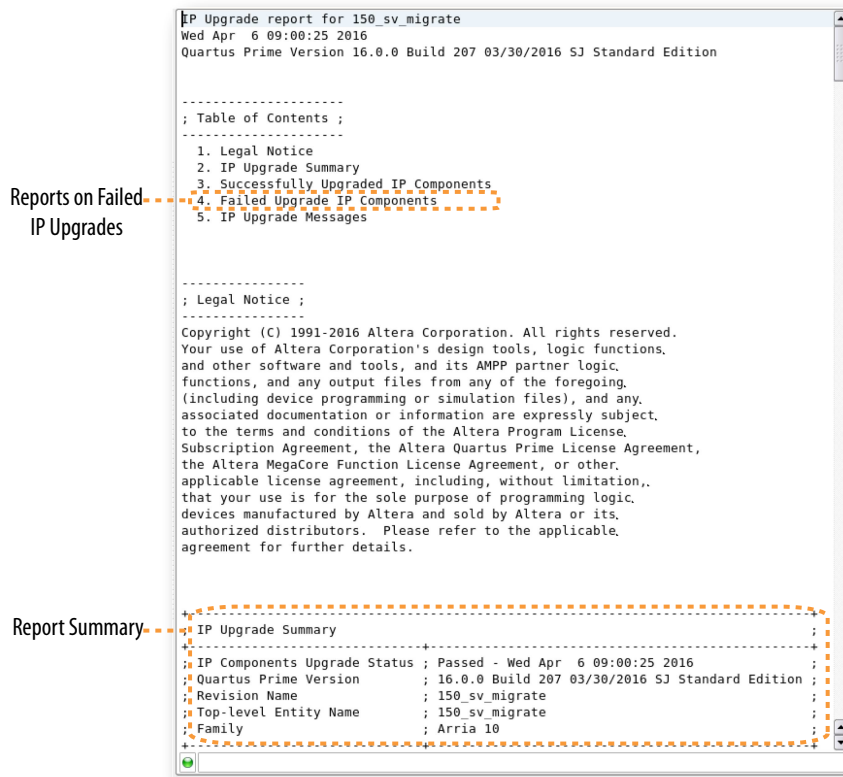 IP Upgrade report for 150_sv_migrate
Wed Apr  6 09:00:25 2016
Quartus Prime Version 16.0.0 Build 207 03/30/2016 SJ Standard Edition
---------------------
; Table of Contents ;
---------------------
1. Legal Notice
2. IP Upgrade Summary
3. Successfully Upgraded IP Components
4. Failed Upgrade IP Components
5. IP Upgrade Messages
Reports on Failed
IP Upgrades
----------------
; Legal Notice ;
----------------
Copyright (C) 1991-2016 Altera Corporation. All rights reserved.
Your use of Altera Corporation's design tools, logic functions.
and other software and tools, and its AMPP partner logic.
functions, and any output files from any of the foregoing.
(including device programming or simulation files), and any.
associated documentation or information are expressly subject.
to the terms and conditions of the Altera Program License.
Subscription Agreement, the Altera Quartus Prime License Agreement,
the Altera MegaCore Function License Agreement, or other.
applicable license agreement, including, without limitation,.
that your use is for the sole purpose of programming logic.
devices manufactured by Altera and sold by Altera or its.
authorized distributors.  Please refer to the applicable.
agreement for further details.
Report Summary
+--------------------------------------------------------------------------------+
; IP Upgrade Summary ;
+------------------------------+-------------------------------------------------+
; IP Components Upgrade Status ; Passed - Wed Apr  6 09:00:25 2016 ;
; Quartus Prime Version ; 16.0.0 Build 207 03/30/2016 SJ Standard Edition ;
; Revision Name ; 150_sv_migrate ;
; Top-level Entity Name ; 150_sv_migrate ;
; Family ; Arria 10 ;
+------------------------------+-------------------------------------------------+